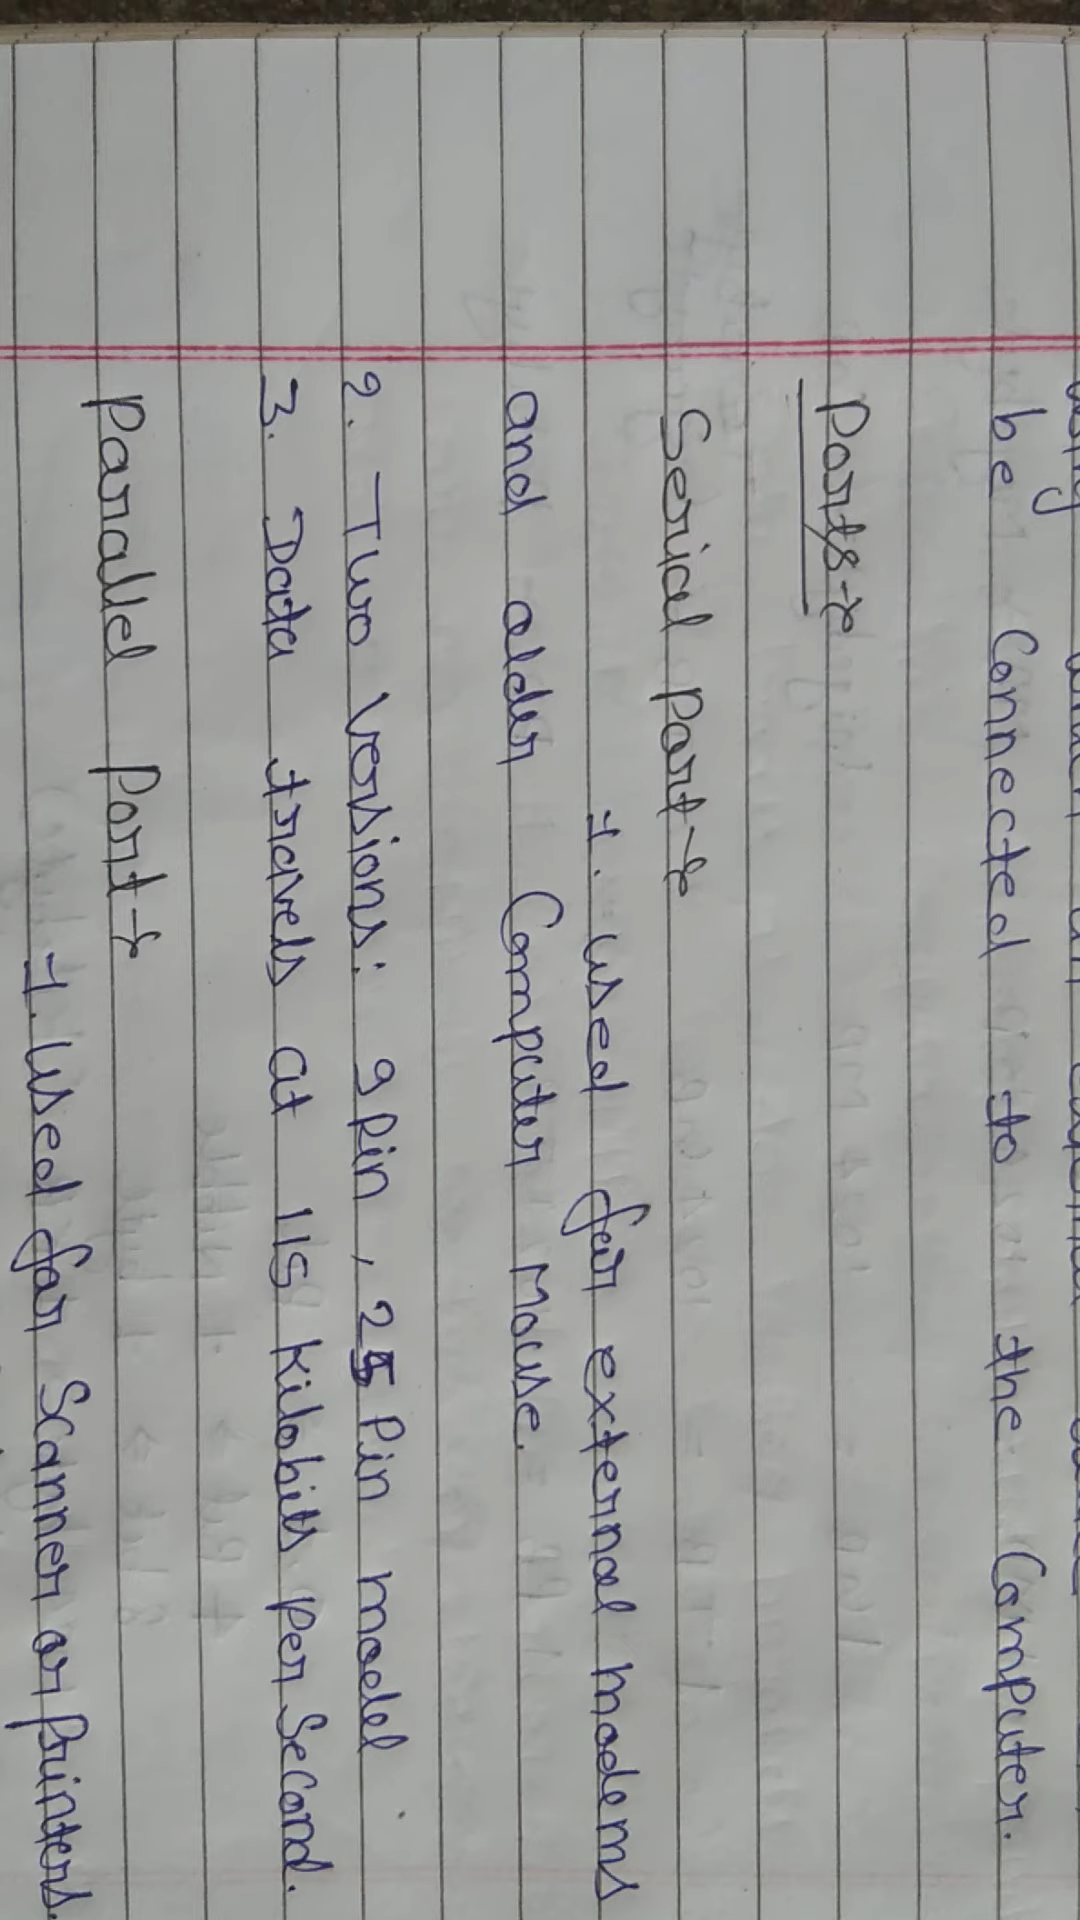 be connected to the Computer.
Ports:-
Serical Port:-
1. Used for external modems
and older Computer Mouse.
2. Two Versions: 9 Pin, 25 Pin model
3. Data travels at 115 kilobits Per Second.
Parallel Port:-
1. Used for Scanner or Printers.